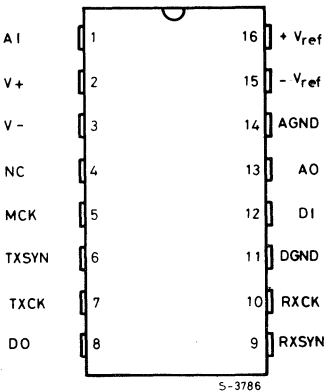 AI 1 16 + Vref
V+ 2 15 - Vref
V- 3 14 AGND
NC 4 13 AO
MCK 5 12 DI
TXSYN 6 11 DGND
TXCK 7 10 RXCK
DO 8 9 RXSYN
S-3786